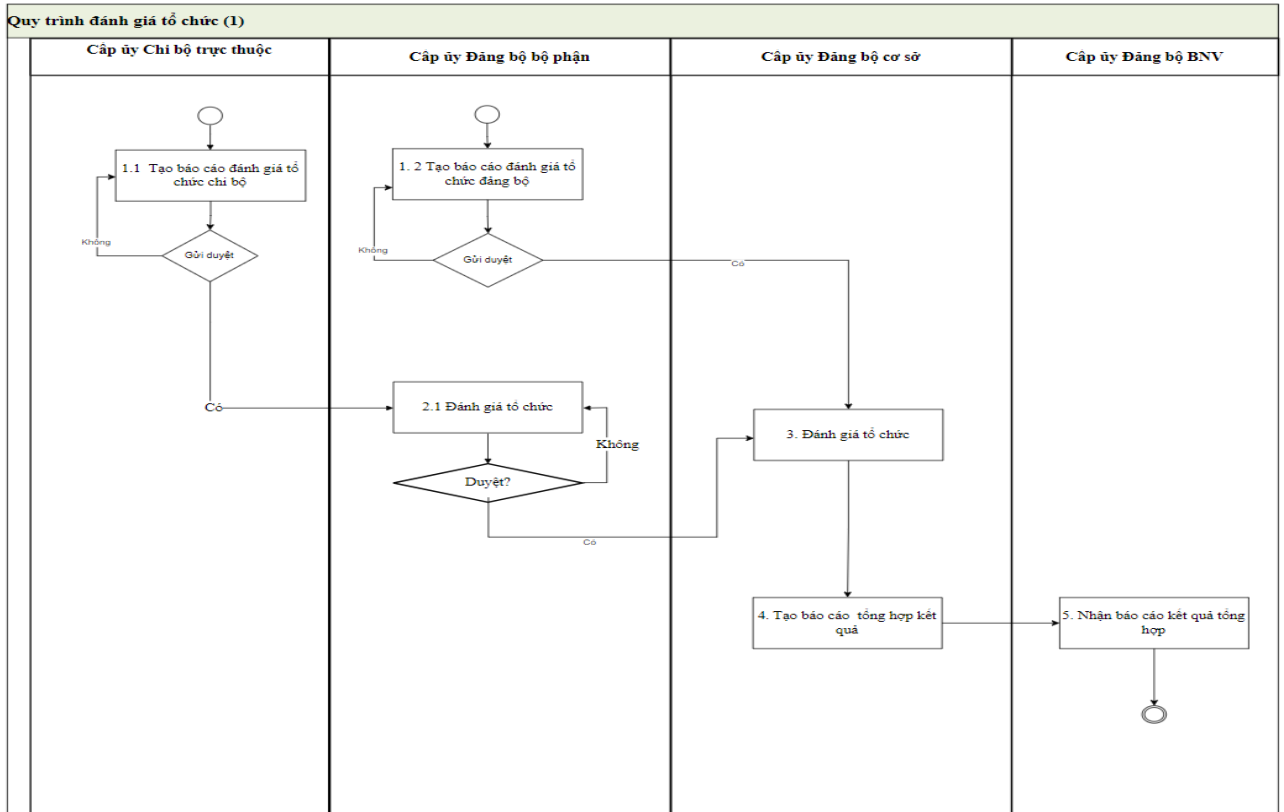 Quy trình đánh giá tổ chức (1)
Cấp ủy Chi bộ trực thuộc
Cấp ủy Đảng bộ bộ phận
Cấp ủy Đảng bộ cơ sở
Cấp ủy Đảng bộ BNV
1.1 Tạo báo cáo đánh giá tổ
chức chi bộ
1. 2 Tạo báo cáo đánh giá tổ
chức đảng bộ
Không
Gửi duyệt
Không
Gửi duyệt
Có
Có
2.1 Đánh giá tổ chức
Không
Duyệt?
Có
3. Đánh giá tổ chức
4. Tạo báo cáo tổng hợp kết
quả
5. Nhận báo cáo kết quả tổng
hợp